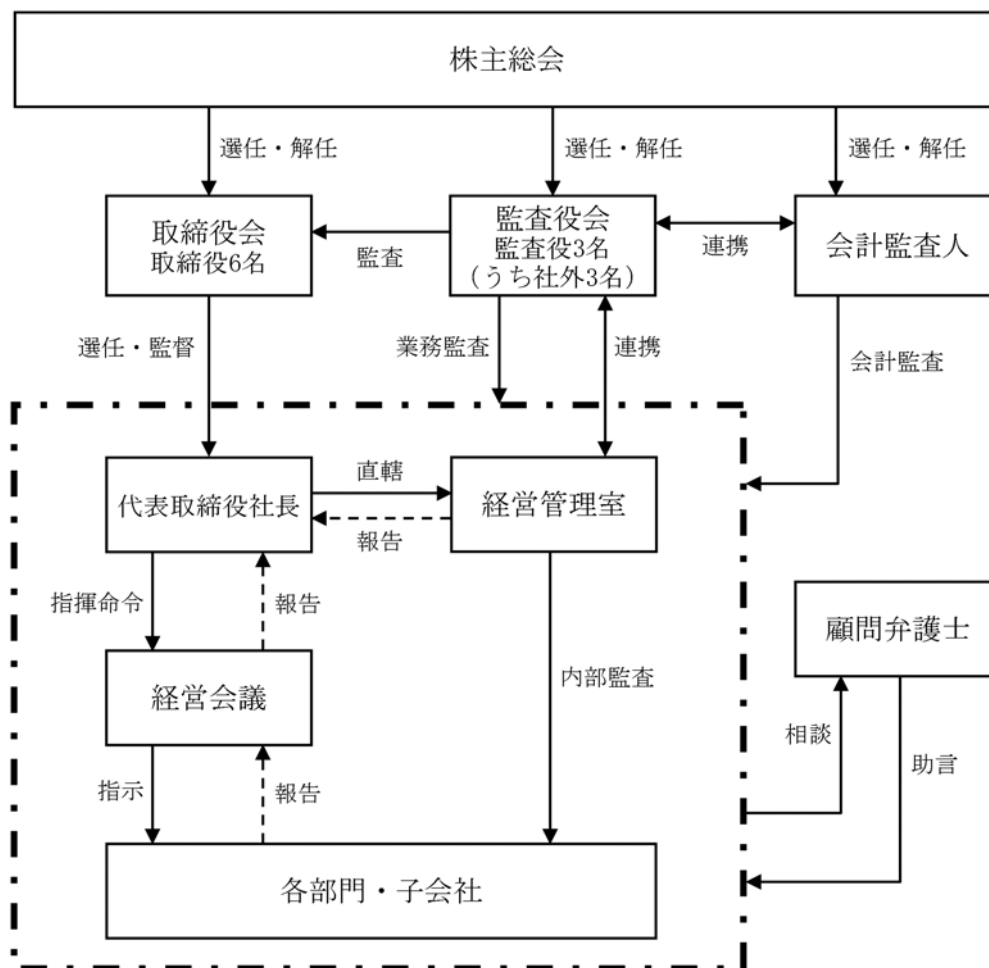 株主総会
選任・解任
選任・解任
選任・解任
取締役会
取締役6名
監査
監査役会
監査役3名
（うち社外3名）
連携
会計監査人
選任・監督
業務監査
連携
会計監査
代表取締役社長
直轄
報告
経営管理室
指揮命令
報告
経営会議
内部監査
顧問弁護士
相談
助言
指示
報告
各部門・子会社